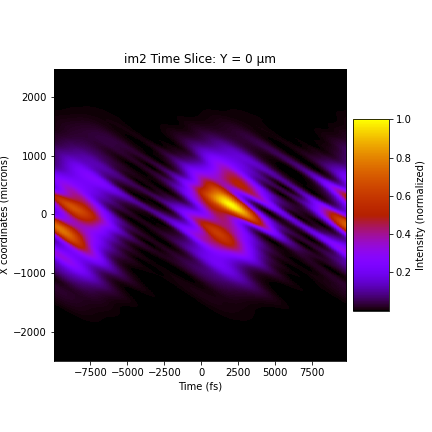 im2 Time Slice: Y = 0 μm
X coordinates (microns)
2000
1000
0
−1000
−2000
−7500 −5000 −2500 0 2500 5000 7500
Time (fs)
1.0
0.8
0.6
0.4
0.2
Intensity (normalized)